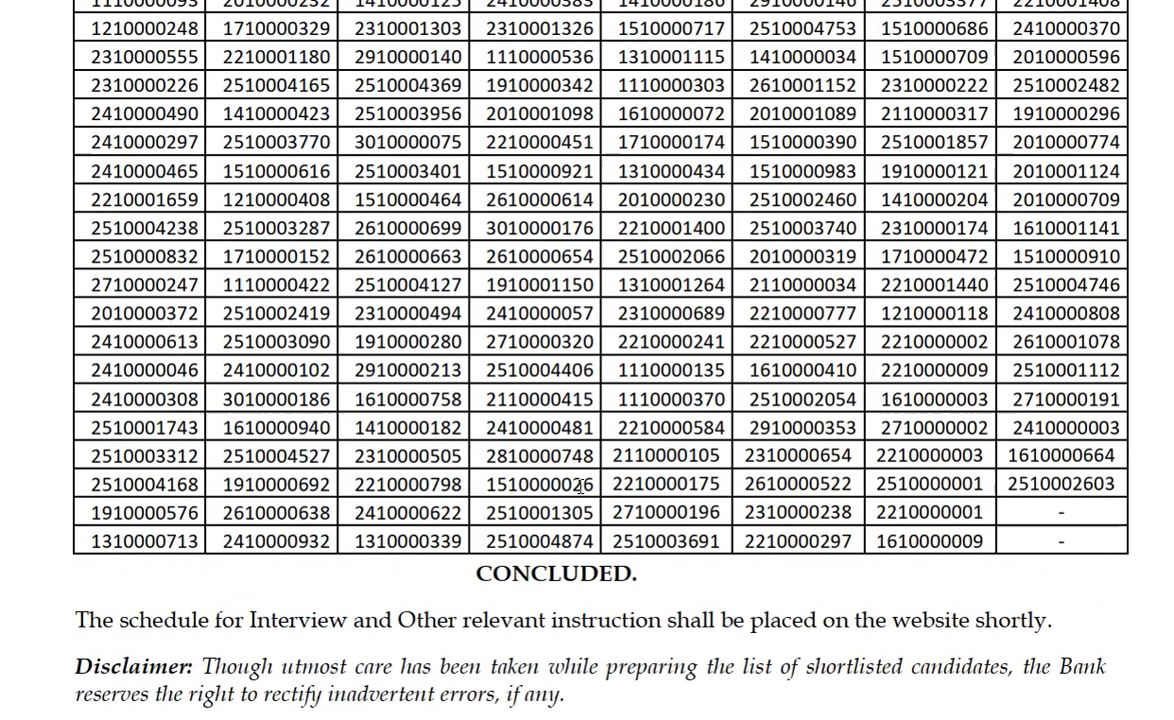 1110000093 2010000232 1410000125 2410000383 1410000186 2910000146 2510003377 2210001408
1210000248 1710000329 2310001303 2310001326 1510000717 2510004753 1510000686 2410000370
2310000555 2210001180 2910000140 1110000536 1310001115 1410000034 1510000709 2010000596
2310000226 2510004165 2510004369 1910000342 1110000303 2610001152 2310000222 2510002482
2410000490 1410000423 2510003956 2010001098 1610000072 2010001089 2110000317 1910000296
2410000297 2510003770 3010000075 2210000451 1710000174 1510000390 2510001857 2010000774
2410000465 1510000616 2510003401 1510000921 1310000434 1510000983 1910000121 2010001124
2210001659 1210000408 1510000464 2610000614 2010000230 2510002460 1410000204 2010000709
2510004238 2510003287 2610000699 3010000176 2210001400 2510003740 2310000174 1610001141
2510000832 1710000152 2610000663 2610000654 2510002066 2010000319 1710000472 1510000910
2710000247 1110000422 2510004127 1910001150 1310001264 2110000034 2210001440 2510004746
2010000372 2510002419 2310000494 2410000057 2310000689 2210000777 1210000118 2410000808
2410000613 2510003090 1910000280 2710000320 2210000241 2210000527 2210000002 2610001078
2410000046 2410000102 2910000213 2510004406 1110000135 1610000410 2210000009 2510001112
2410000308 3010000186 1610000758 2110000415 1110000370 2510002054 1610000003 2710000191
2510001743 1610000940 1410000182 2410000481 2210000584 2910000353 2710000002 2410000003
2510003312 2510004527 2310000505 2810000748 2110000105 2310000654 2210000003 1610000664
2510004168 1910000692 2210000798 1510000026 2210000175 2610000522 2510000001 2510002603
1910000576 2610000638 2410000622 2510001305 2710000196 2310000238 2210000001 -
1310000713 2410000932 1310000339 2510004874 2510003691 2210000297 1610000009 -
CONCLUDED.
The schedule for Interview and Other relevant instruction shall be placed on the website shortly.
Disclaimer: Though utmost care has been taken while preparing the list of shortlisted candidates, the Bank
reserves the right to rectify inadvertent errors, if any.